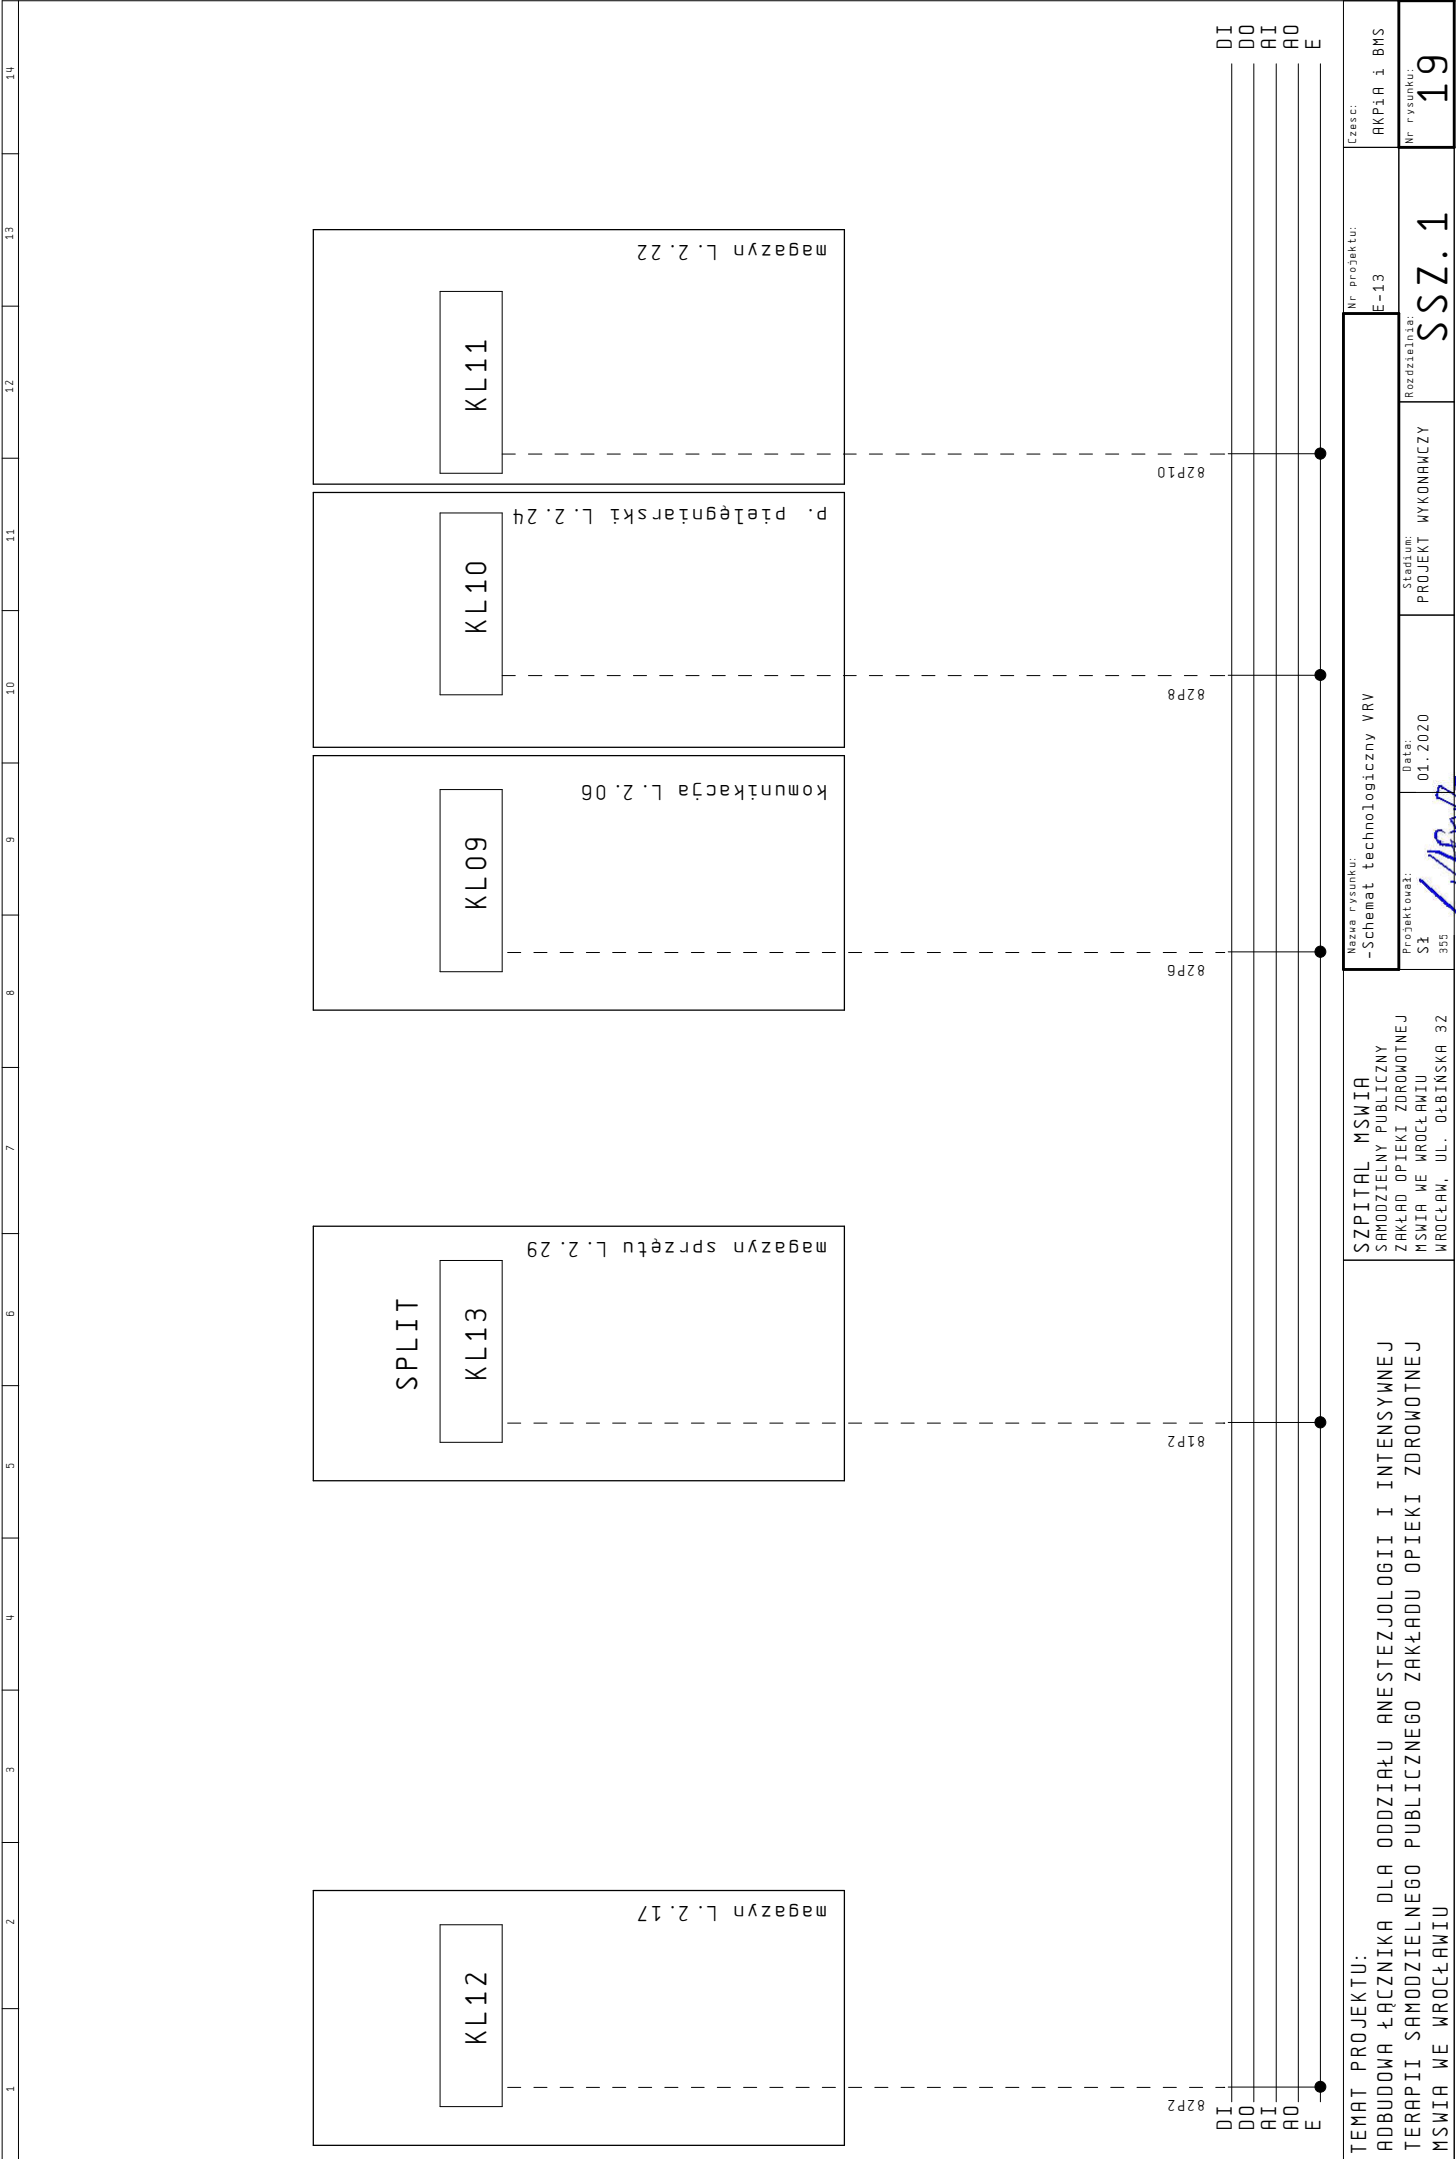 1 2 3 4 5 6 7 8 9 10 11 12 13 14
SPLIT
KL12
KL13
KL09
KL10
KL11
magazyn L.2.17
magazyn sprzętu L.2.29
komunikacja L.2.06
p. pielęgniarski L.2.24
magazyn L.2.22
82P2
81P2
82P6
82P8
82P10
DI DI
DO DO
AI AI
AO AO
E E
TEMAT PROJEKTU:
ADBUDOWA ŁĄCZNIKA DLA ODDZIAŁU ANESTEZJOLOGII I INTENSYWNEJ
TERAPII SAMODZIELNEGO PUBLICZNEGO ZAKŁADU OPIEKI ZDROWOTNEJ
MSWIA WE WROCŁAWIU
SZPITAL MSWIA
SAMODZIELNY PUBLICZNY
ZAKŁAD OPIEKI ZDROWOTNEJ
MSWIA WE WROCŁAWIU
WROCŁAW, UL. OŁBIŃSKA 32
Nazwa rysunku:
-Schemat technologiczny VRV
Nr projektu:
E-13
Czesc:
AKPiA i BMS
Projektował:
Sł
355
Data:
01.2020
Stadium:
PROJEKT WYKONAWCZY
Rozdzielnia:
SSZ.1
Nr rysunku:
19